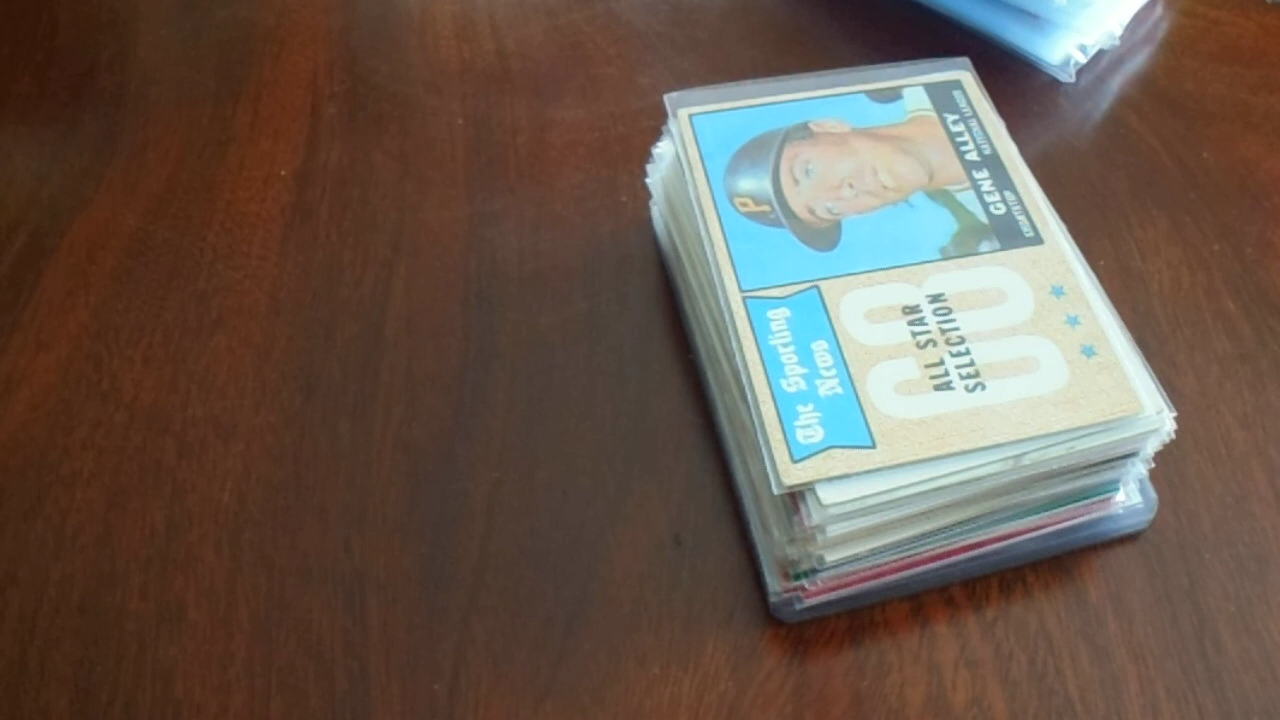 P
GENE ALLEY
SHORTSTOP NATIONAL LEAGUE
The Sporting
News
68
ALL STAR
SELECTION